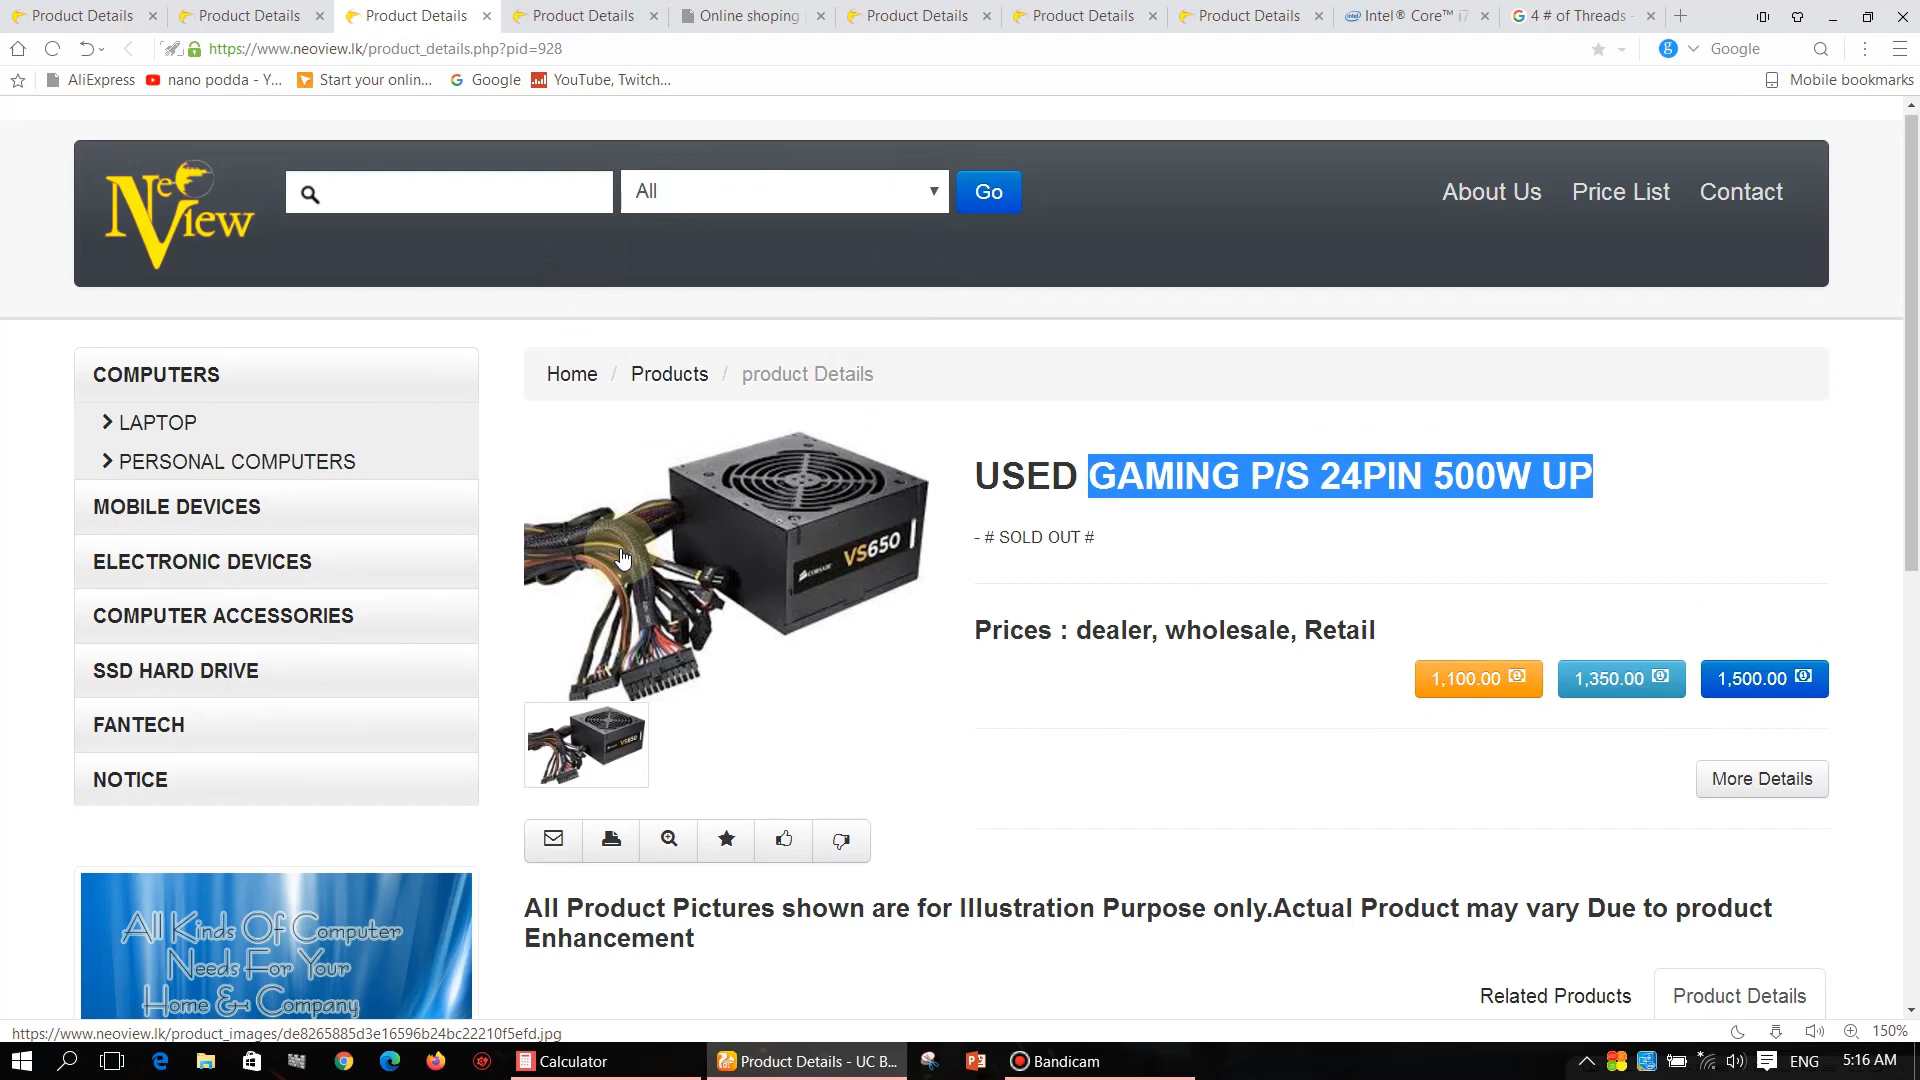 Product Details
Product Details
Product Details
Product Details
Online shoping
Product Details
Product Details
Product Details
Intel® Core™ i7
4 # of Threads -
https://www.neoview.lk/product_details.php?pid=928
Google
AliExpress
nano podda - Y...
Start your onlin...
Google
YouTube, Twitch...
Mobile bookmarks
NeoView
All
Go
About Us
Price List
Contact
COMPUTERS
LAPTOP
PERSONAL COMPUTERS
MOBILE DEVICES
ELECTRONIC DEVICES
COMPUTER ACCESSORIES
SSD HARD DRIVE
FANTECH
NOTICE
All Kinds Of Computer
Needs For Your
Home & Company
Home / Products / product Details
VS650
CORSAIR
VS650
USED GAMING P/S 24PIN 500W UP
- # SOLD OUT #
Prices : dealer, wholesale, Retail
1,100.00
1,350.00
1,500.00
More Details
All Product Pictures shown are for Illustration Purpose only.Actual Product may vary Due to product
Enhancement
Related Products
Product Details
https://www.neoview.lk/product_images/de8265885d3e16596b24bc22210f5efd.jpg
150%
Calculator
Product Details - UC B...
Bandicam
ENG
5:16 AM